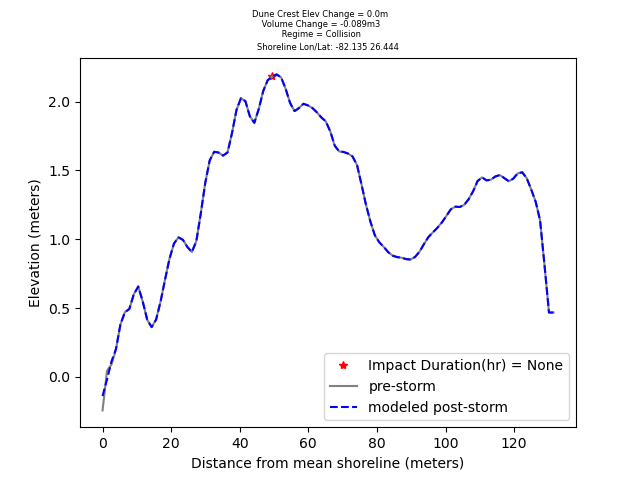 Dune Crest Elev Change = 0.0m
Volume Change = -0.089m3
Regime = Collision
Shoreline Lon/Lat: -82.135 26.444
2.0
1.5
1.0
0.5
0.0
Elevation (meters)
Impact Duration(hr) = None
pre-storm
modeled post-storm
0 20 40 60 80 100 120
Distance from mean shoreline (meters)